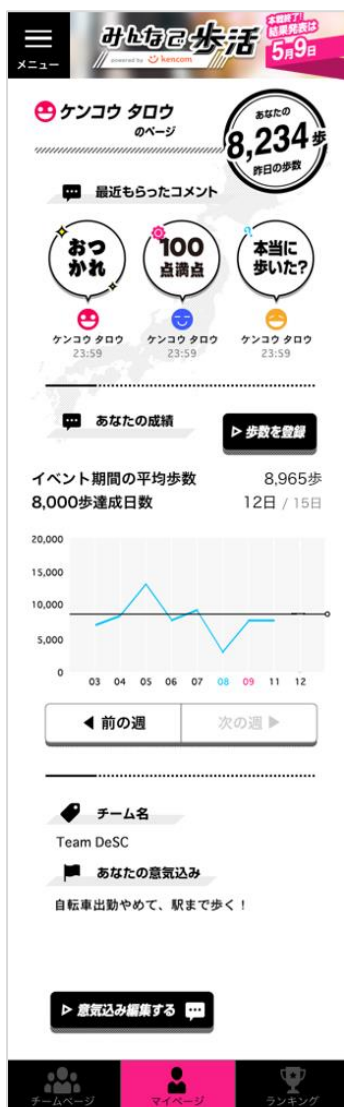 メニュー
みんなで歩活
powered by kencom
本戦終了!
結果発表は
5月9日
ケンコウ タロウ
のページ
あなたの
8,234歩
昨日の歩数
最近もらったコメント
おつ
かれ
100
点満点
本当に
歩いた?
ケンコウ タロウ
23:59
ケンコウ タロウ
23:59
ケンコウ タロウ
23:59
あなたの成績
▷歩数を登録
イベント期間の平均歩数 8,965歩
8,000歩達成日数 12日 / 15日
20,000
15,000
10,000
5,000
0
03 04 05 06 07 08 09 11 12
◀ 前の週
次の週 ▶
チーム名
Team DeSC
あなたの意気込み
自転車出勤やめて、駅まで歩く!
▷ 意気込み編集する
チームページ
マイページ
ランキング